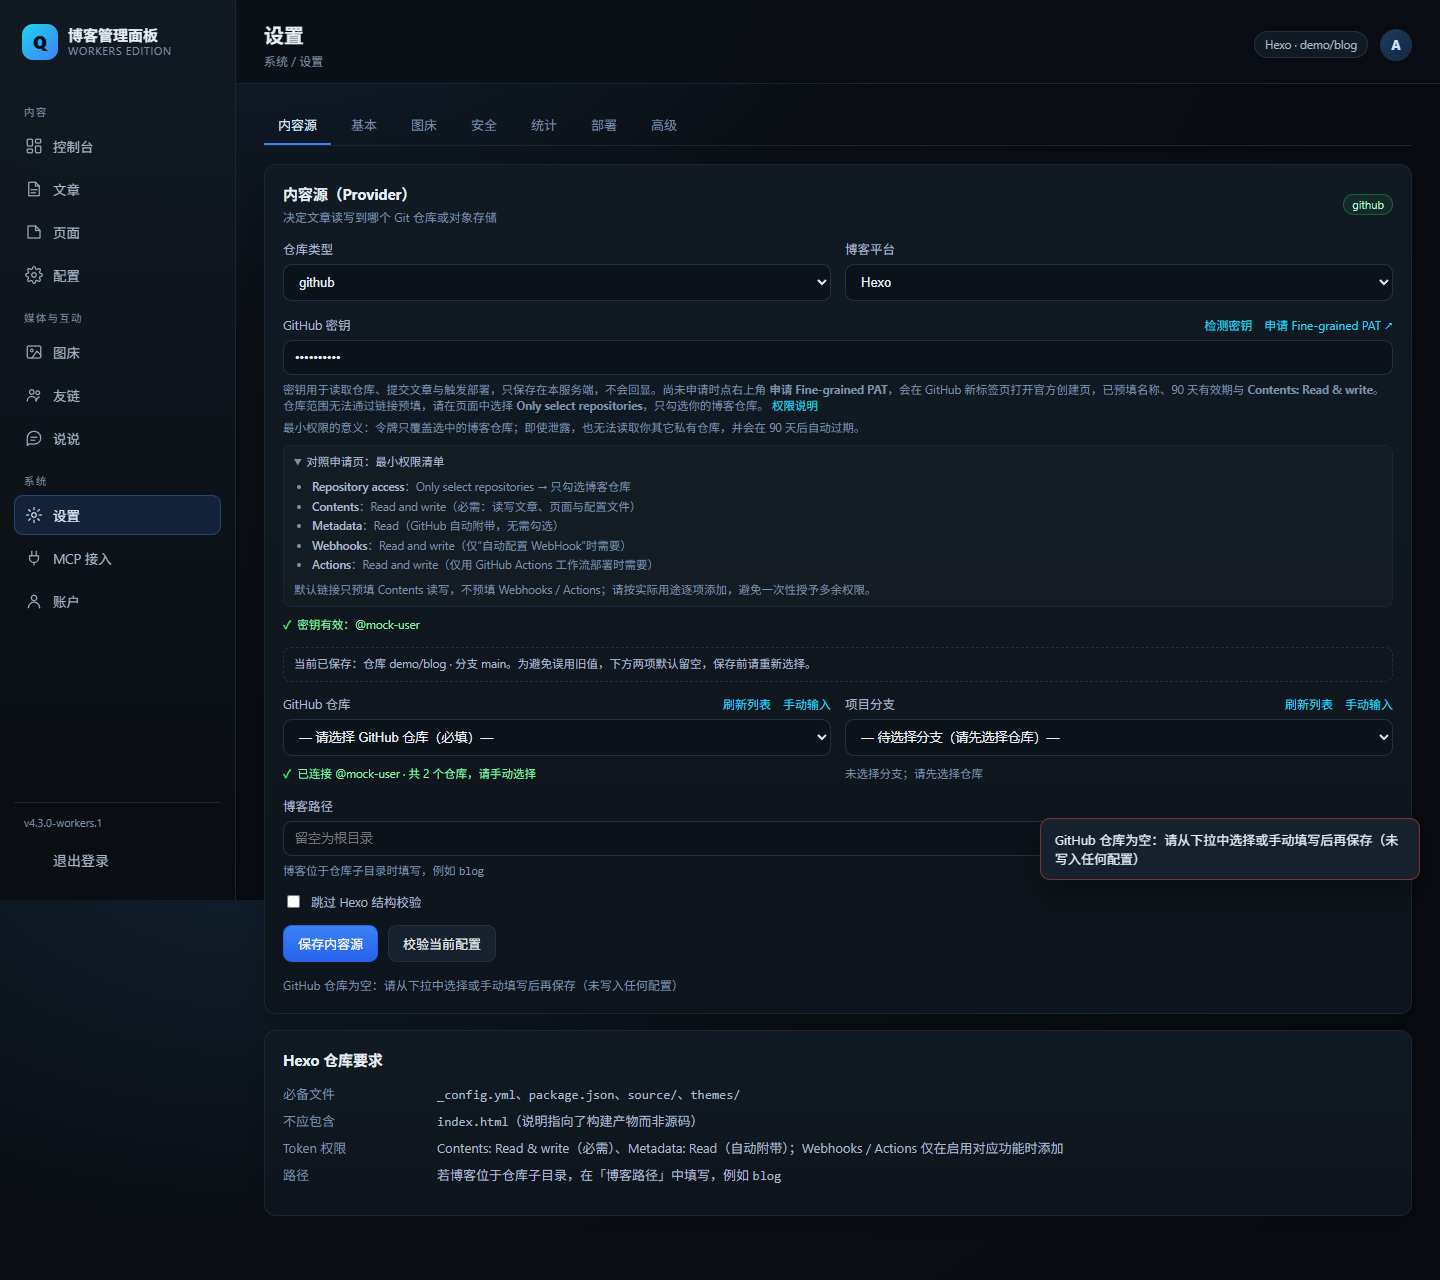 Q
博客管理面板
WORKERS EDITION
内容
控制台
文章
页面
配置
媒体与互动
图床
友链
说说
系统
设置
MCP 接入
账户
v4.3.0-workers.1
退出登录
设置
系统 / 设置
Hexo · demo/blog
A
内容源
基本
图床
安全
统计
部署
高级
内容源（Provider）
决定文章读写到哪个 Git 仓库或对象存储
github
仓库类型
博客平台
github
Hexo
GitHub 密钥
检测密钥 申请 Fine-grained PAT ↗
••••••••••
密钥用于读取仓库、提交文章与触发部署，只保存在本服务端，不会回显。尚未申请时点右上角 申请 Fine-grained PAT，会在 GitHub 新标签页打开官方创建页，已预填名称、90 天有效期与 Contents: Read & write。
仓库范围无法通过链接预填，请在页面中选择 Only select repositories，只勾选你的博客仓库。 权限说明
最小权限的意义：令牌只覆盖选中的博客仓库；即使泄露，也无法读取你其它私有仓库，并会在 90 天后自动过期。
▼ 对照申请页：最小权限清单
• Repository access：Only select repositories → 只勾选博客仓库
• Contents：Read and write（必需：读写文章、页面与配置文件）
• Metadata：Read（GitHub 自动附带，无需勾选）
• Webhooks：Read and write（仅"自动配置 WebHook"时需要）
• Actions：Read and write（仅用 GitHub Actions 工作流部署时需要）
默认链接只预填 Contents 读写，不预填 Webhooks / Actions；请按实际用途逐项添加，避免一次性授予多余权限。
✓ 密钥有效：@mock-user
当前已保存：仓库 demo/blog · 分支 main。为避免误用旧值，下方两项默认留空，保存前请重新选择。
GitHub 仓库
刷新列表 手动输入
项目分支
刷新列表 手动输入
— 请选择 GitHub 仓库（必填）—
— 待选择分支（请先选择仓库）—
✓ 已连接 @mock-user · 共 2 个仓库，请手动选择
未选择分支；请先选择仓库
博客路径
留空为根目录
GitHub 仓库为空：请从下拉中选择或手动填写后再保存（未
写入任何配置）
博客位于仓库子目录时填写，例如 blog
跳过 Hexo 结构校验
保存内容源
校验当前配置
GitHub 仓库为空：请从下拉中选择或手动填写后再保存（未写入任何配置）
Hexo 仓库要求
必备文件 _config.yml、package.json、source/、themes/
不应包含 index.html（说明指向了构建产物而非源码）
Token 权限 Contents: Read & write（必需）、Metadata: Read（自动附带）；Webhooks / Actions 仅在启用对应功能时添加
路径 若博客位于仓库子目录，在「博客路径」中填写，例如 blog